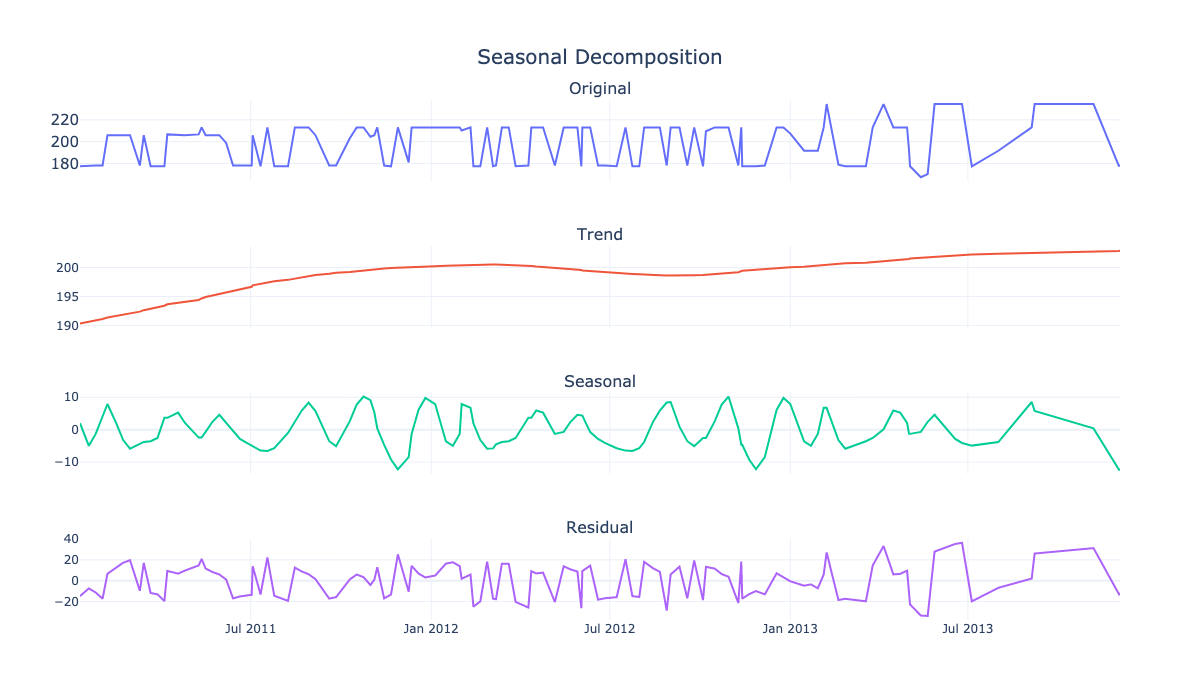 Seasonal Decomposition
Original
220
200
180
Trend
200
195
190
Seasonal
10
0
−10
Residual
40
20
0
−20
Jul 2011 Jan 2012 Jul 2012 Jan 2013 Jul 2013